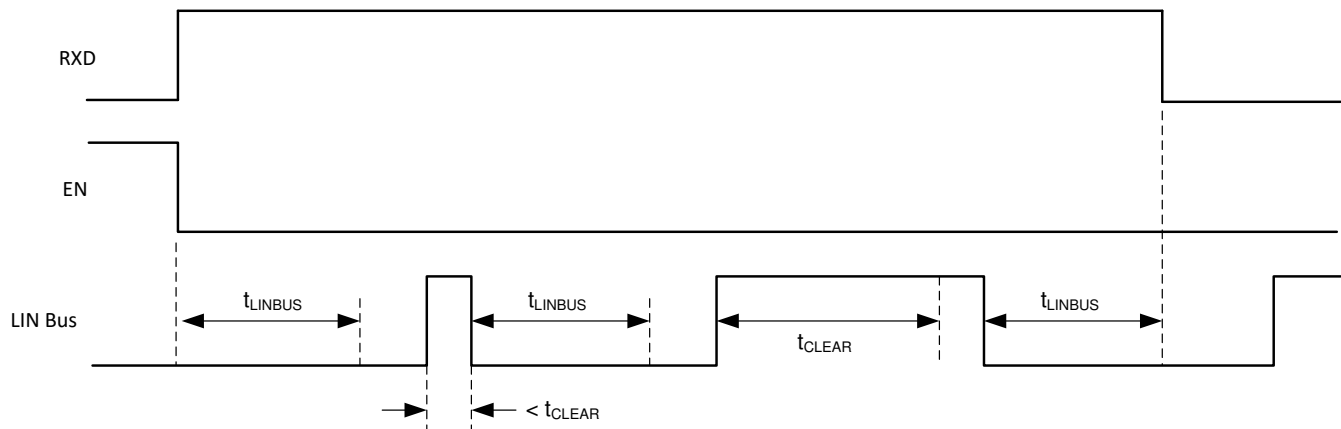 RXD
EN
LIN Bus
tLINBUS
tLINBUS
tCLEAR
tLINBUS
< tCLEAR